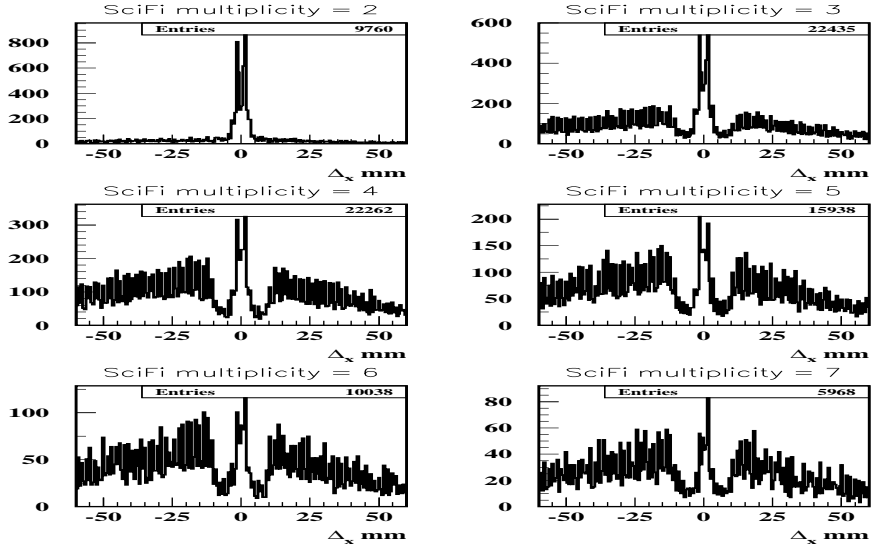 SciFi multiplicity = 2
Entries 9760
800
600
400
200
0
-50 -25 0 25 50
Δx mm
SciFi multiplicity = 3
Entries 22435
600
400
200
0
-50 -25 0 25 50
Δx mm
SciFi multiplicity = 4
Entries 22262
300
200
100
0
-50 -25 0 25 50
Δx mm
SciFi multiplicity = 5
Entries 15938
200
150
100
50
0
-50 -25 0 25 50
Δx mm
SciFi multiplicity = 6
Entries 10038
100
50
0
-50 -25 0 25 50
Δx mm
SciFi multiplicity = 7
Entries 5968
80
60
40
20
0
-50 -25 0 25 50
Δx mm